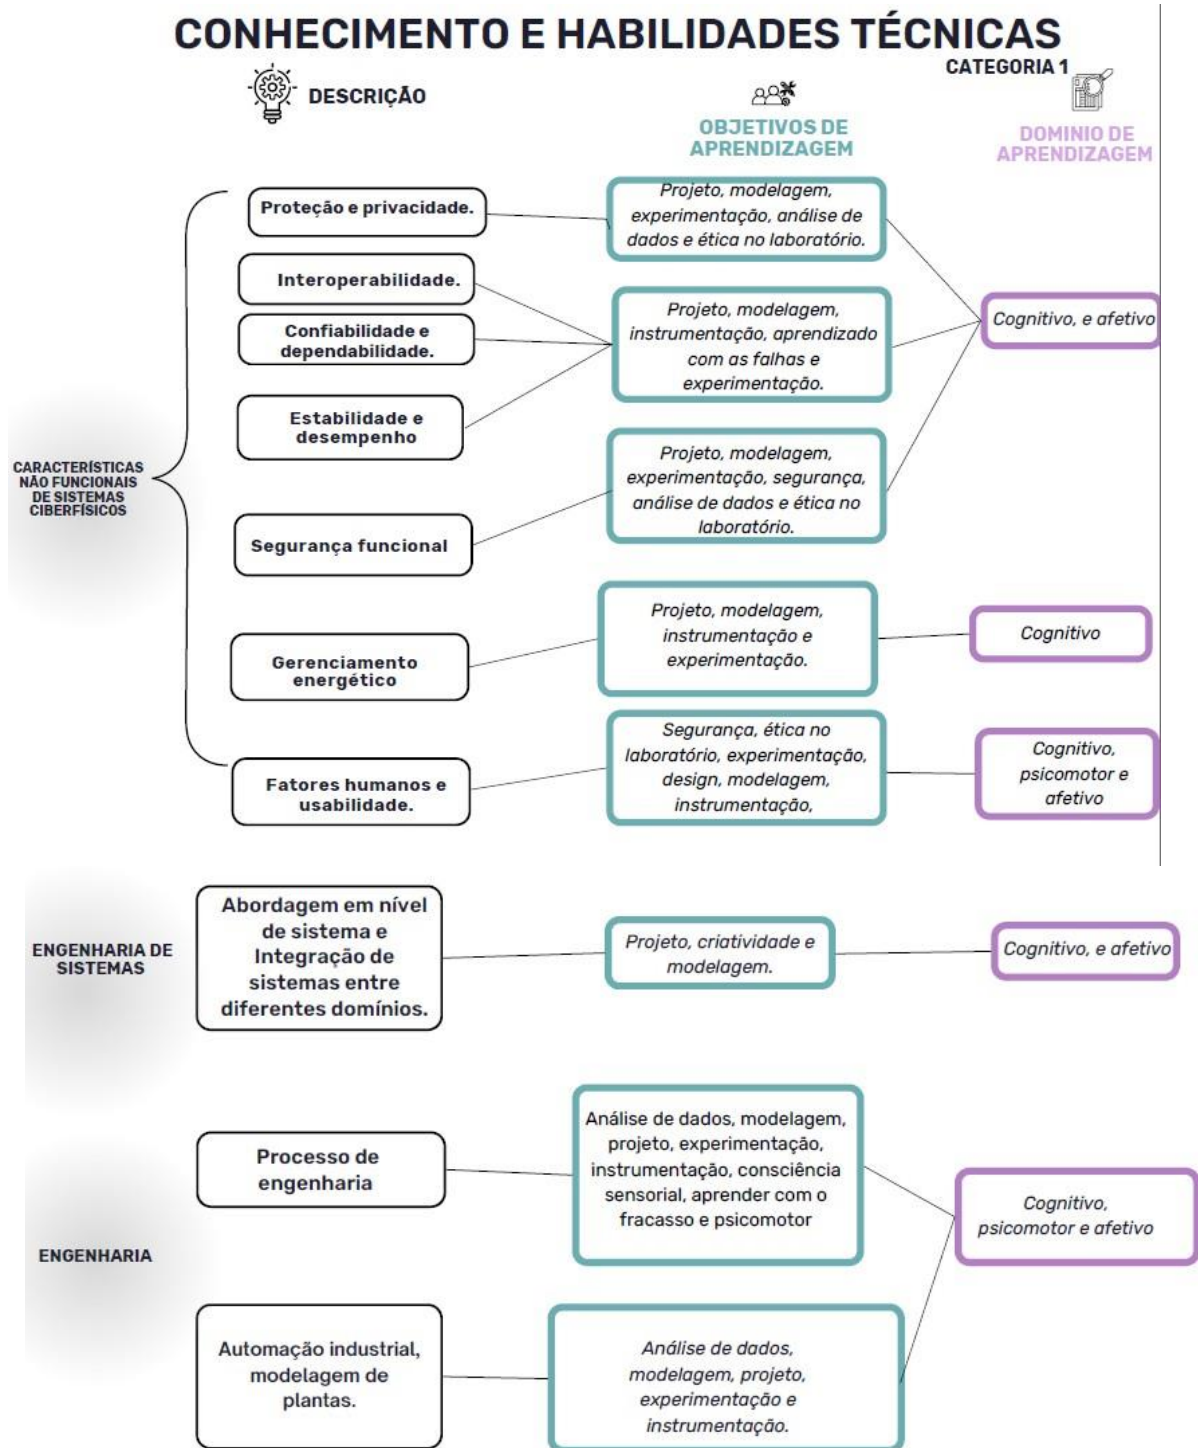 CONHECIMENTO E HABILIDADES TÉCNICAS
CATEGORIA 1
DESCRIÇÃO
OBJETIVOS DE
APRENDIZAGEM
DOMINIO DE
APRENDIZAGEM
CARACTERÍSTICAS
NÃO FUNCIONAIS
DE SISTEMAS
CIBERFÍSICOS
Proteção e privacidade.
Interoperabilidade.
Confiabilidade e
dependabilidade.
Estabilidade e
desempenho
Segurança funcional
Gerenciamento
energético
Fatores humanos e
usabilidade.
Projeto, modelagem,
experimentação, análise de
dados e ética no laboratório.
Projeto, modelagem,
instrumentação, aprendizado
com as falhas e
experimentação.
Projeto, modelagem,
experimentação, segurança,
análise de dados e ética no
laboratório.
Projeto, modelagem,
instrumentação e
experimentação.
Segurança, ética no
laboratório, experimentação,
design, modelagem,
instrumentação,
Cognitivo, e afetivo
Cognitivo
Cognitivo,
psicomotor e
afetivo
ENGENHARIA DE
SISTEMAS
Abordagem em nível
de sistema e
Integração de
sistemas entre
diferentes domínios.
Projeto, criatividade e
modelagem.
Cognitivo, e afetivo
ENGENHARIA
Processo de
engenharia
Automação industrial,
modelagem de
plantas.
Análise de dados, modelagem,
projeto, experimentação,
instrumentação, consciência
sensorial, aprender com o
fracasso e psicomotor
Análise de dados,
modelagem, projeto,
experimentação e
instrumentação.
Cognitivo,
psicomotor e afetivo